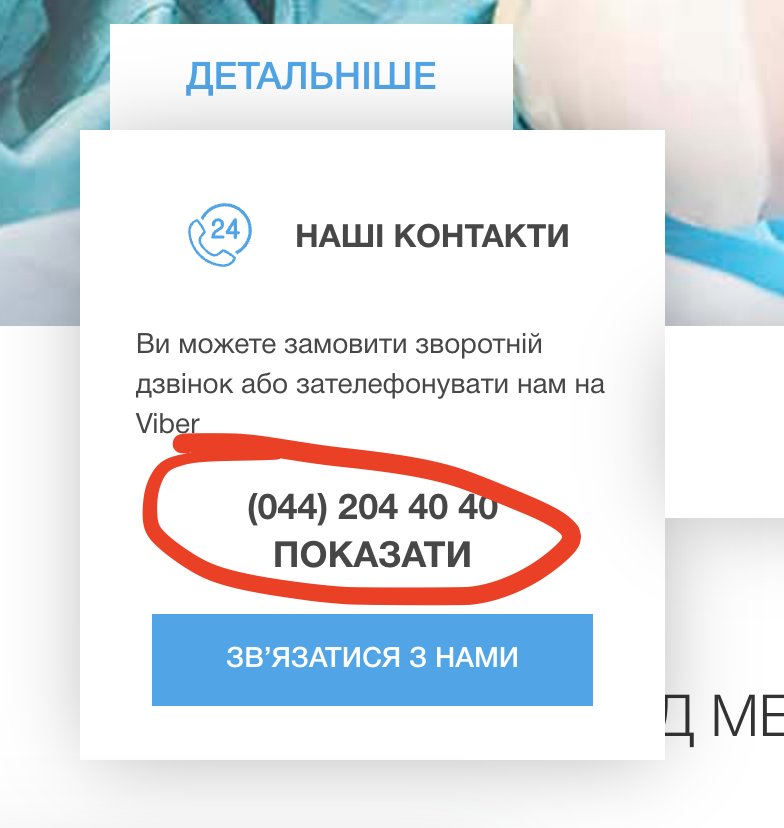 ДЕТАЛЬНІШЕ
24
НАШІ КОНТАКТИ
Ви можете замовити зворотній
дзвінок або зателефонувати нам на
Viber
(044) 204 40 40
ПОКАЗАТИ
ЗВ’ЯЗАТИСЯ З НАМИ